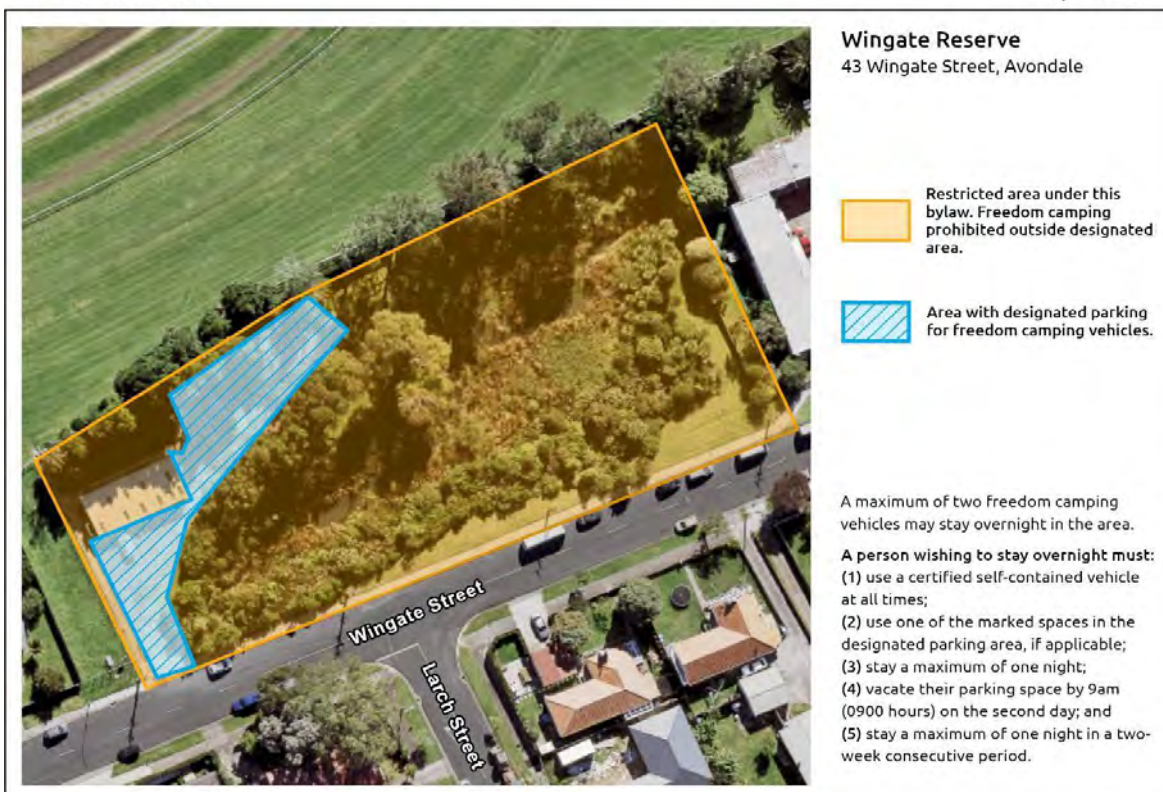 Wingate Reserve
43 Wingate Street, Avondale
Restricted area under this
bylaw. Freedom camping
prohibited outside designated
area.
Area with designated parking
for freedom camping vehicles.
A maximum of two freedom camping
vehicles may stay overnight in the area.
A person wishing to stay overnight must:
(1) use a certified self-contained vehicle
at all times;
(2) use one of the marked spaces in the
designated parking area, if applicable;
(3) stay a maximum of one night;
(4) vacate their parking space by 9am
(0900 hours) on the second day; and
(5) stay a maximum of one night in a two-
week consecutive period.
Wingate Street
Larch Street